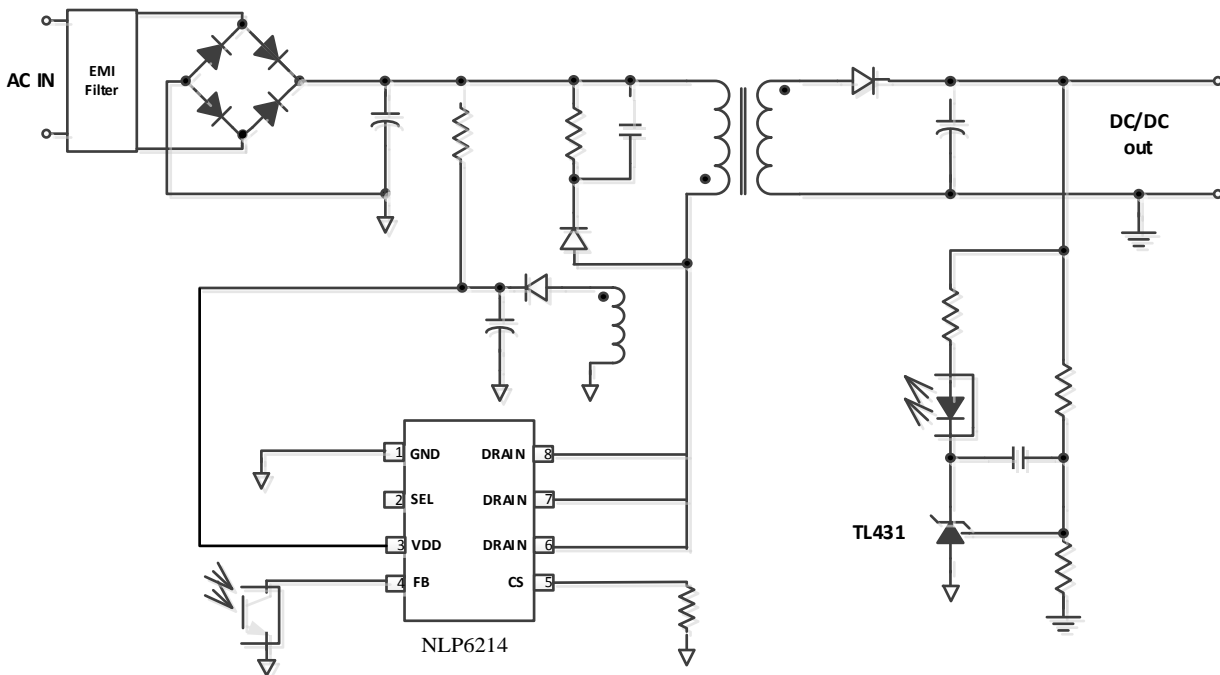 AC IN
EMI
Filter
DC/DC
out
1 GND
DRAIN 8
2 SEL
DRAIN 7
3 VDD
DRAIN 6
4 FB
CS 5
NLP6214
TL431